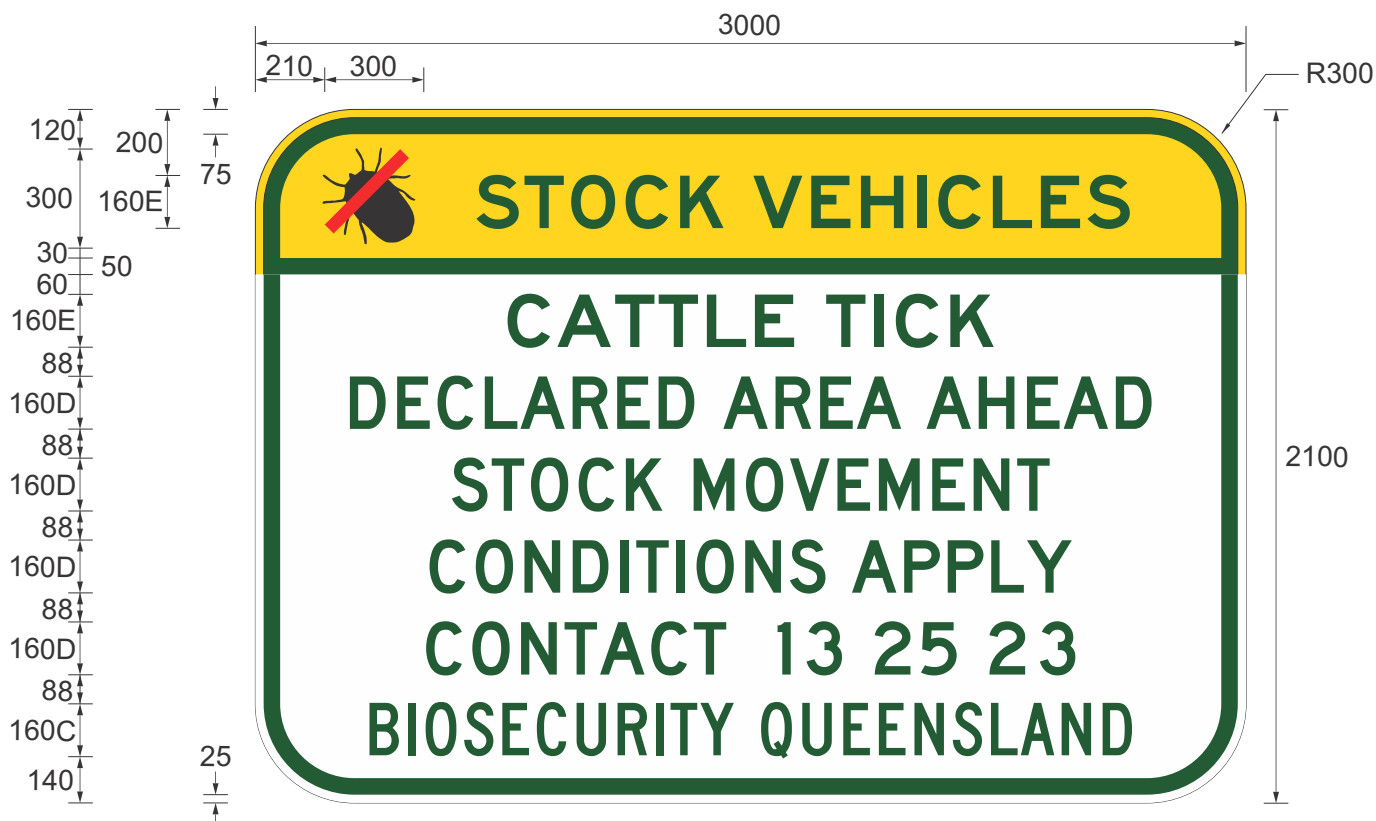 3000
210 300
R300
120
200
75
300
160E
30
50
60
160E
88
160D
88
160D
88
160D
88
160D
88
160C
140
25
2100
STOCK VEHICLES
CATTLE TICK
DECLARED AREA AHEAD
STOCK MOVEMENT
CONDITIONS APPLY
CONTACT 13 25 23
BIOSECURITY QUEENSLAND